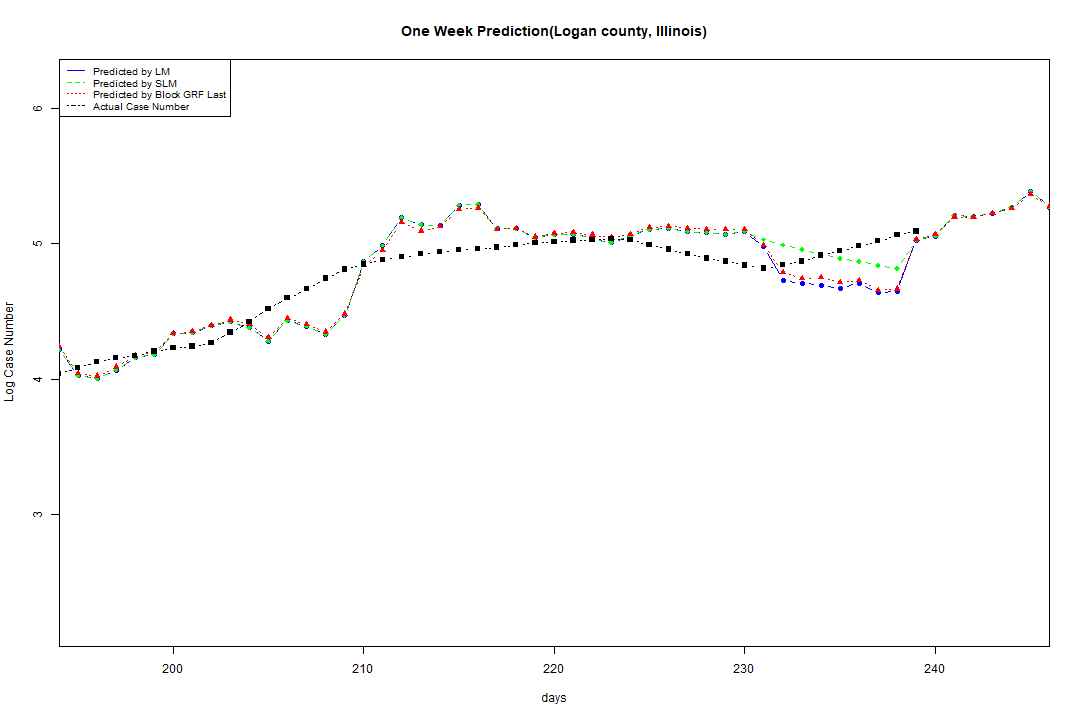 One Week Prediction(Logan county, Illinois)
Predicted by LM
Predicted by SLM
Predicted by Block GRF Last
Actual Case Number
6
5
4
3
Log Case Number
200 210 220 230 240
days